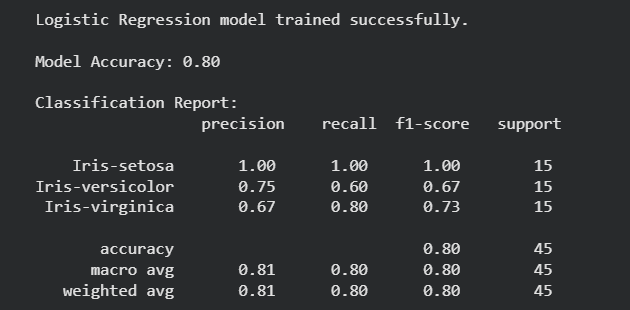 Logistic Regression model trained successfully.
Model Accuracy: 0.80
Classification Report:
precision recall f1-score support
Iris-setosa 1.00 1.00 1.00 15
Iris-versicolor 0.75 0.60 0.67 15
Iris-virginica 0.67 0.80 0.73 15
accuracy 0.80 45
macro avg 0.81 0.80 0.80 45
weighted avg 0.81 0.80 0.80 45